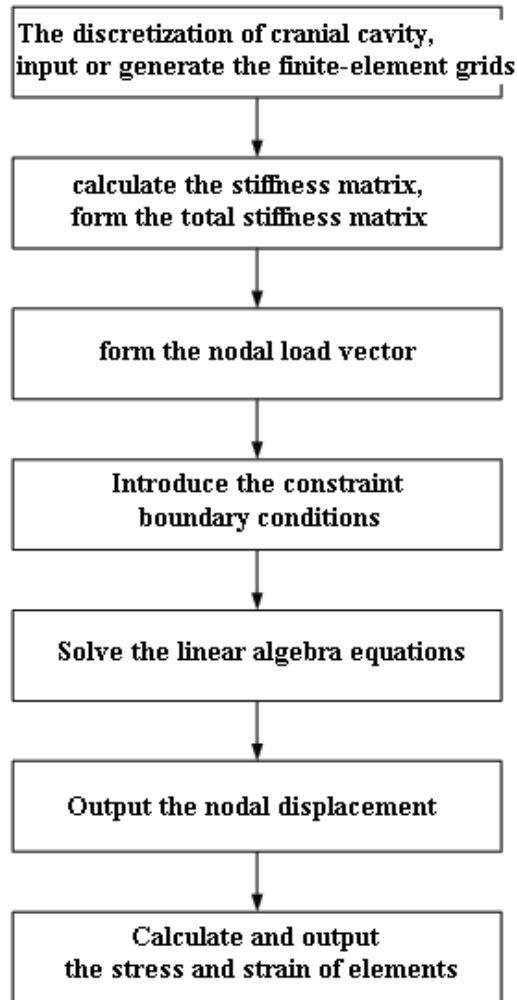 The discretization of cranial cavity,
input or generate the finite-element grids
calculate the stiffness matrix,
form the total stiffness matrix
form the nodal load vector
Introduce the constraint
boundary conditions
Solve the linear algebra equations
Output the nodal displacement
Calculate and output
the stress and strain of elements